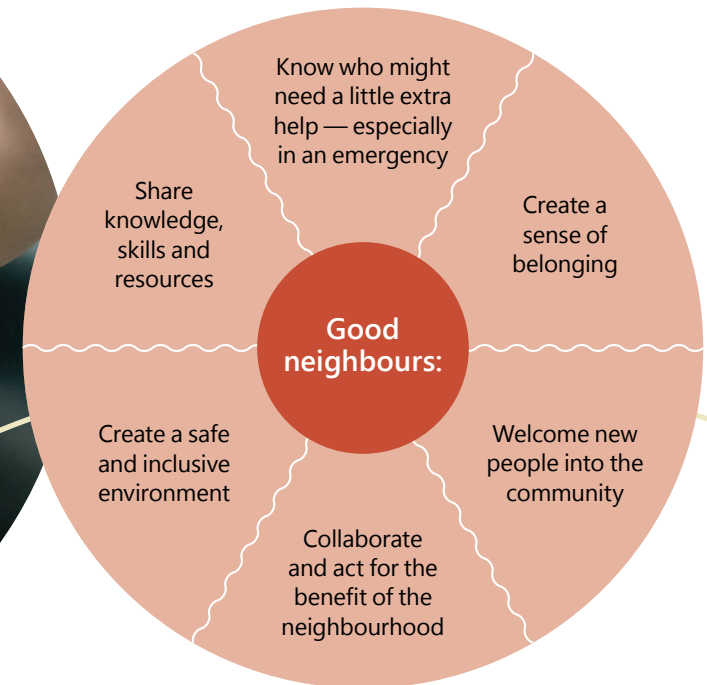 Good
neighbours:
Know who might
need a little extra
help — especially
in an emergency
Create a
sense of
belonging
Welcome new
people into the
community
Collaborate
and act for the
benefit of the
neighbourhood
Create a safe
and inclusive
environment
Share
knowledge,
skills and
resources